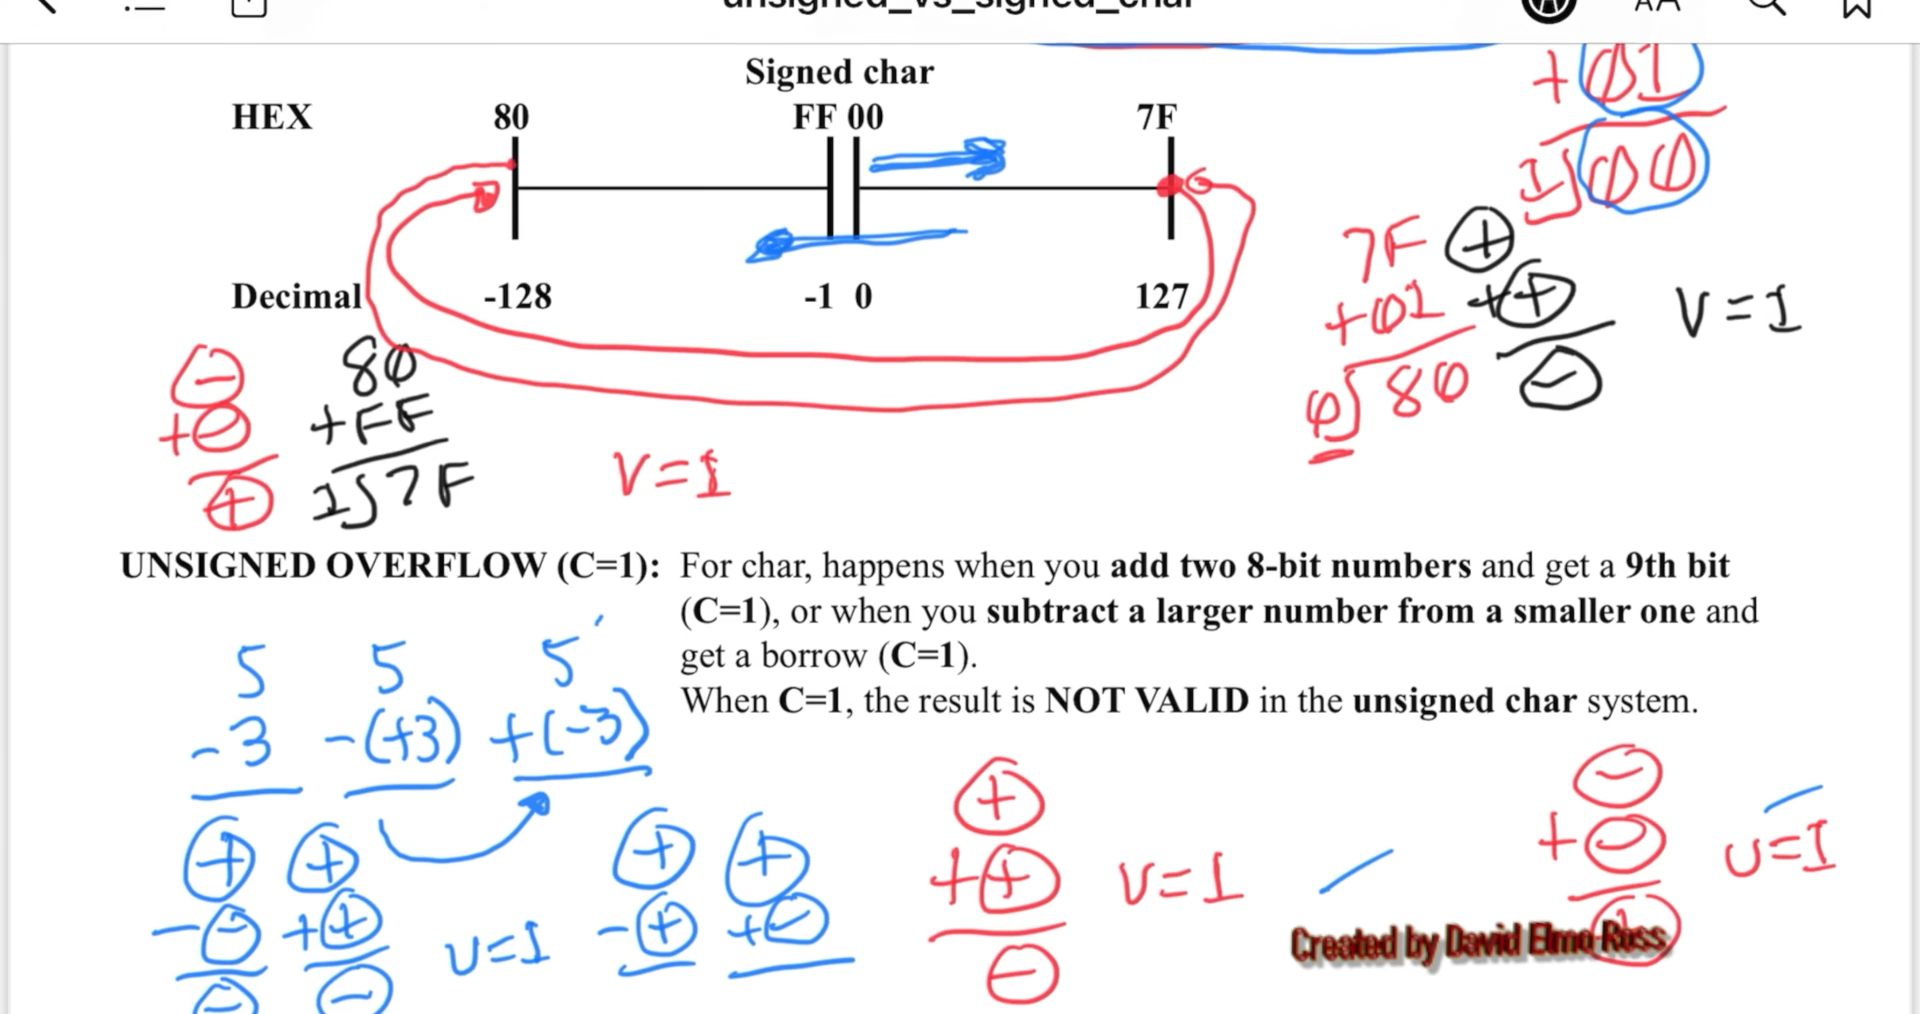 unsigned_vs_signed_char
AA
Signed char
HEX 80 FF 00 7F
Decimal -128 -1 0 127
+01
1]00
7F +
+01 ++
0]80 - V=1
- 80
+- +FF
+ 1]7F V=1
UNSIGNED OVERFLOW (C=1): For char, happens when you add two 8-bit numbers and get a 9th bit
(C=1), or when you subtract a larger number from a smaller one and
get a borrow (C=1).
When C=1, the result is NOT VALID in the unsigned char system.
5 5 5
-3 -(+3) +(-3)
+ + + + + -
-- ++ V=1 -+ +- ++ V=1 +- V=1
- - - +
Created by David Elmo Ross